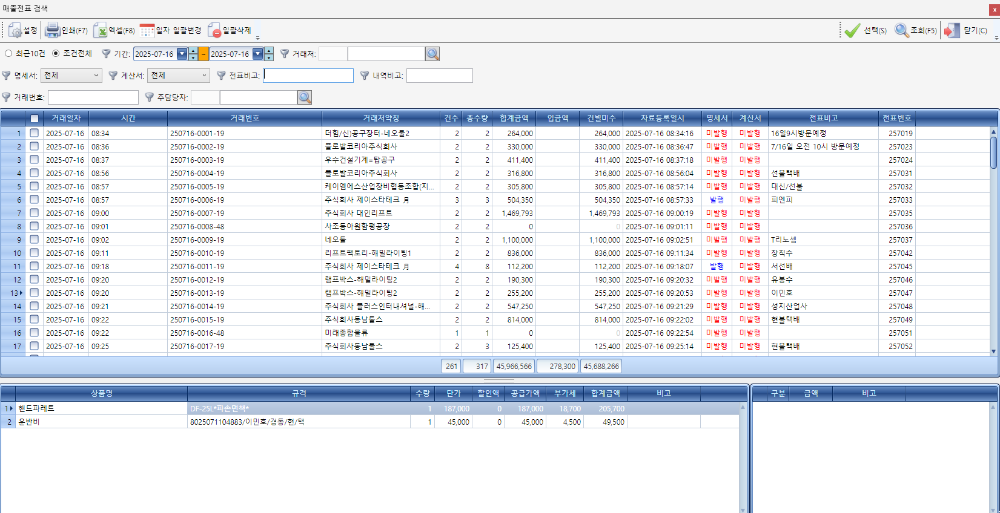 매출전표 검색
설정 인쇄(F7) 엑셀(F8) 일자 일괄변경 일괄삭제 선택(S) 조회(F5) 닫기(C)
최근10건 조건전체 기간: 2025-07-16 ~ 2025-07-16 거래처:
명세서: 전체 계산서: 전체 전표비고: 내역비고:
거래번호: 주담당자:
거래일자 시간 거래번호 거래처약칭 건수 총수량 합계금액 입금액 건별미수 자료등록일시 명세서 계산서 전표비고 전표번호
1 2025-07-16 08:34 250716-0001-19 더힘/신)공구장터-네오툴2 2 2 264,000 264,000 2025-07-16 08:34:16 미발행 미발행 16일9시방문예정 257019
2 2025-07-16 08:36 250716-0002-19 플로발코리아주식회사 2 2 330,000 330,000 2025-07-16 08:36:47 미발행 미발행 7/16일 오전 10시 방문예정 257023
3 2025-07-16 08:37 250716-0003-19 우수건설기계=탑공구 2 2 411,400 411,400 2025-07-16 08:37:18 미발행 미발행 257024
4 2025-07-16 08:56 250716-0004-19 플로발코리아주식회사 2 2 316,800 316,800 2025-07-16 08:56:04 미발행 미발행 선불택배 257031
5 2025-07-16 08:57 250716-0005-19 케이엠에스산업장비협동조합(지... 2 2 305,800 305,800 2025-07-16 08:57:14 미발행 미발행 대신/선불 257032
6 2025-07-16 08:57 250716-0006-19 주식회사 제이스타테크 月 3 3 504,350 504,350 2025-07-16 08:57:33 발행 미발행 피엔피 257033
7 2025-07-16 09:00 250716-0007-19 주식회사 대인리프트 2 2 1,469,793 1,469,793 2025-07-16 09:00:19 미발행 미발행 257035
8 2025-07-16 09:01 250716-0008-48 사조동아원함평공장 2 2 0 0 2025-07-16 09:01:11 미발행 미발행 257036
9 2025-07-16 09:02 250716-0009-19 네오툴 2 2 1,100,000 1,100,000 2025-07-16 09:02:51 미발행 미발행 T리노셈 257037
10 2025-07-16 09:11 250716-0010-19 리프트팩토리-해밀라이팅1 2 2 836,000 836,000 2025-07-16 09:11:34 미발행 미발행 장직수 257042
11 2025-07-16 09:18 250716-0011-19 주식회사 제이스타테크 月 4 8 112,200 112,200 2025-07-16 09:18:07 발행 미발행 서선배 257045
12 2025-07-16 09:20 250716-0012-19 램프박스-해밀라이팅2 2 2 190,300 190,300 2025-07-16 09:20:32 미발행 미발행 유봉수 257046
13 2025-07-16 09:20 250716-0013-19 램프박스-해밀라이팅2 2 2 255,200 255,200 2025-07-16 09:20:53 미발행 미발행 이민호 257047
14 2025-07-16 09:21 250716-0014-19 주식회사 플러스인터내셔널-해... 2 2 547,250 547,250 2025-07-16 09:21:29 미발행 미발행 성지산업사 257048
15 2025-07-16 09:22 250716-0015-19 주식회사동남툴스 2 2 814,000 814,000 2025-07-16 09:22:02 미발행 미발행 현불택배 257049
16 2025-07-16 09:22 250716-0016-48 미래종합물류 1 1 0 0 2025-07-16 09:22:54 미발행 미발행 257051
17 2025-07-16 09:25 250716-0017-19 주식회사동남툴스 2 3 125,400 125,400 2025-07-16 09:25:14 미발행 미발행 현불택배 257052
261 317 45,966,566 278,300 45,688,266
상품명 규격 수량 단가 할인액 공급가액 부가세 합계금액 비고 구분 금액 비고
1 핸드파레트 DF-25L*파손면책* 1 187,000 0 187,000 18,700 205,700
2 운반비 8025071104883/이민호/경동/현/택 1 45,000 0 45,000 4,500 49,500